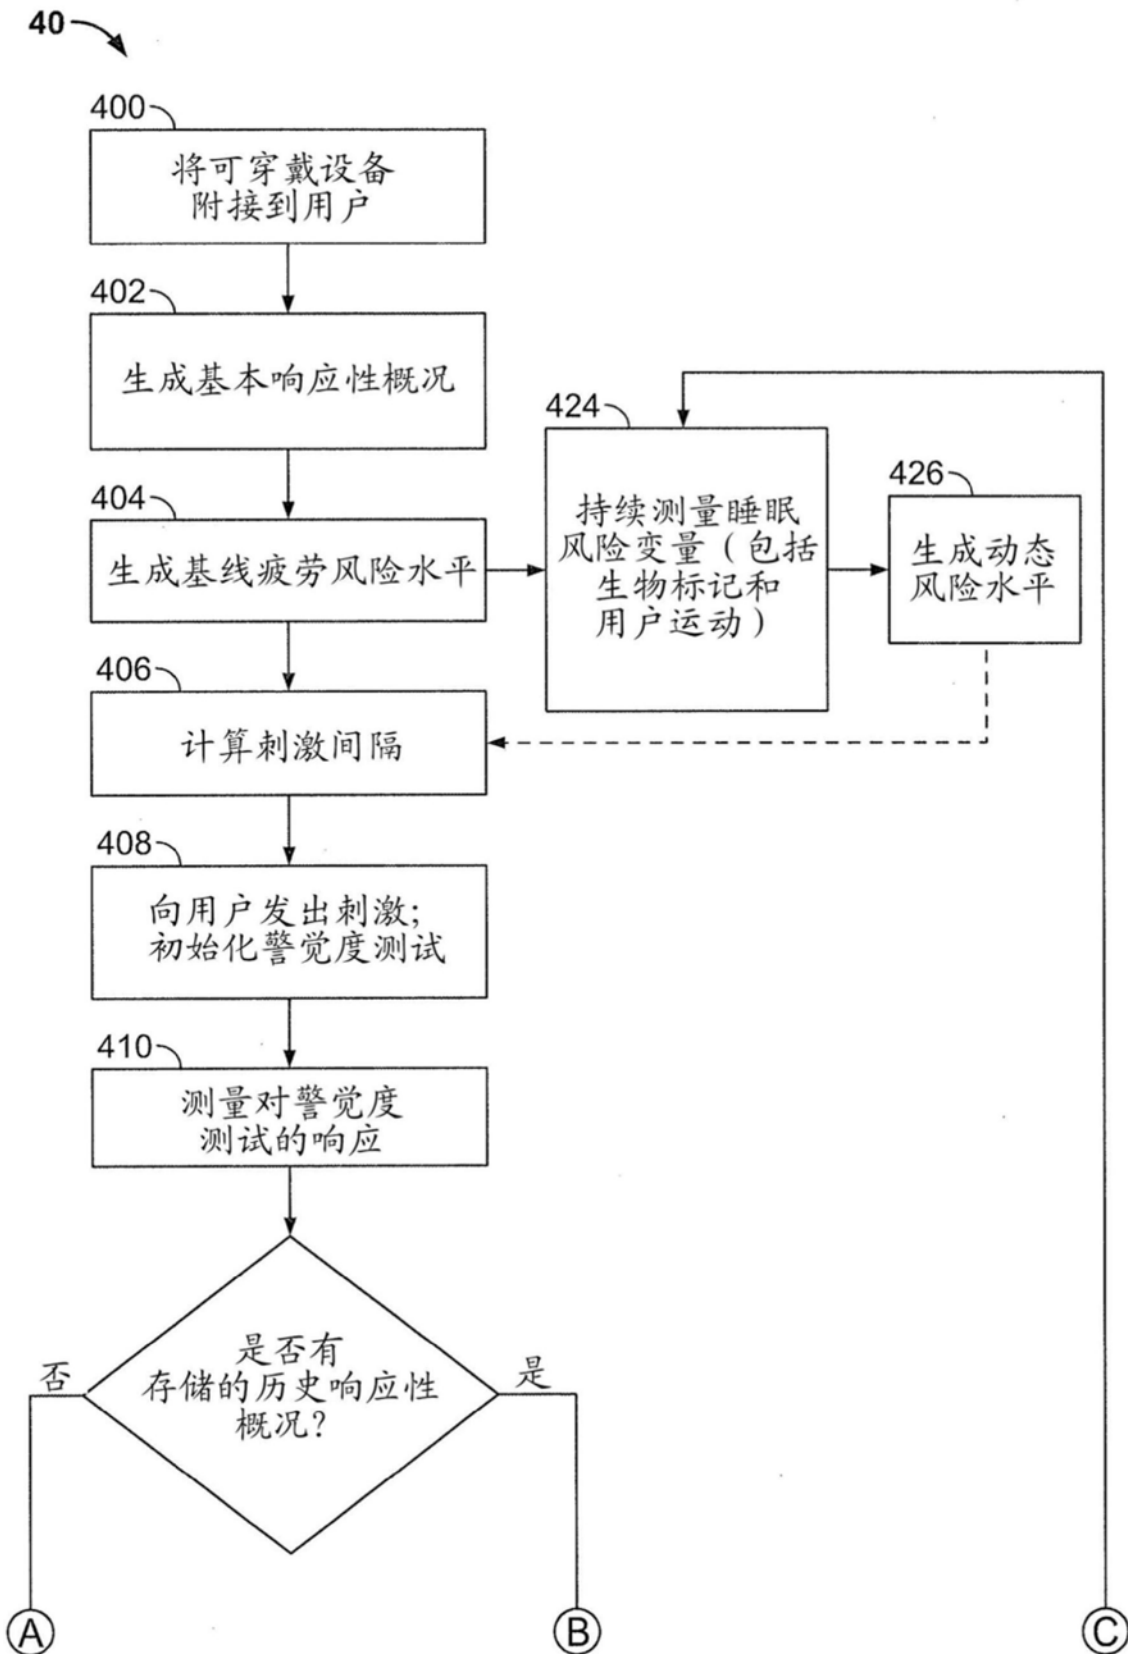 40
400
将可穿戴设备
附接到用户
402
生成基本响应性概况
404
生成基线疲劳风险水平
424
持续测量睡眠
风险变量（包括
生物标记和
用户运动）
426
生成动态
风险水平
406
计算刺激间隔
408
向用户发出刺激;
初始化警觉度测试
410
测量对警觉度
测试的响应
是否有
存储的历史响应性
概况?
否
是
A
B
C